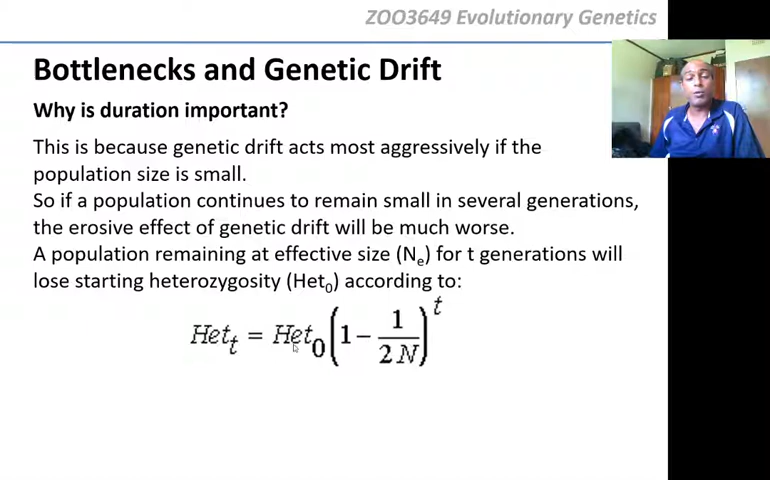 ZOO3649 Evolutionary Genetics
Bottlenecks and Genetic Drift
Why is duration important?
This is because genetic drift acts most aggressively if the
population size is small.
So if a population continues to remain small in several generations,
the erosive effect of genetic drift will be much worse.
A population remaining at effective size (Nₑ) for t generations will
lose starting heterozygosity (Het₀) according to:
Hetₜ = Het₀(1 − 1/2N)ᵗ